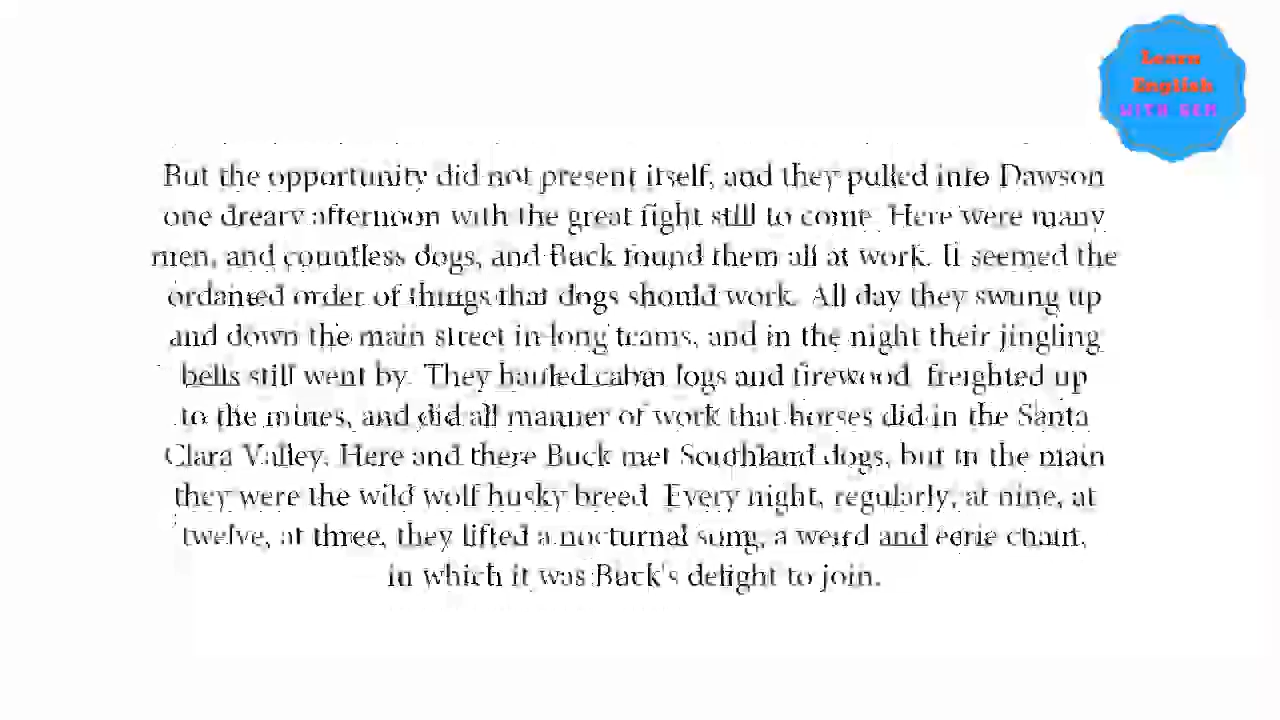 Learn
English
WITH GEM
But the opportunity did not present itself, and they pulled into Dawson
one dreary afternoon with the great fight still to come. Here were many
men, and countless dogs, and Buck found them all at work. It seemed the
ordained order of things that dogs should work. All day they swung up
and down the main street in long teams, and in the night their jingling
bells still went by. They hauled cabin logs and firewood, freighted up
to the mines, and did all manner of work that horses did in the Santa
Clara Valley. Here and there Buck met Southland dogs, but in the main
they were the wild wolf husky breed. Every night, regularly, at nine, at
twelve, at three, they lifted a nocturnal song, a weird and eerie chant,
in which it was Buck's delight to join.